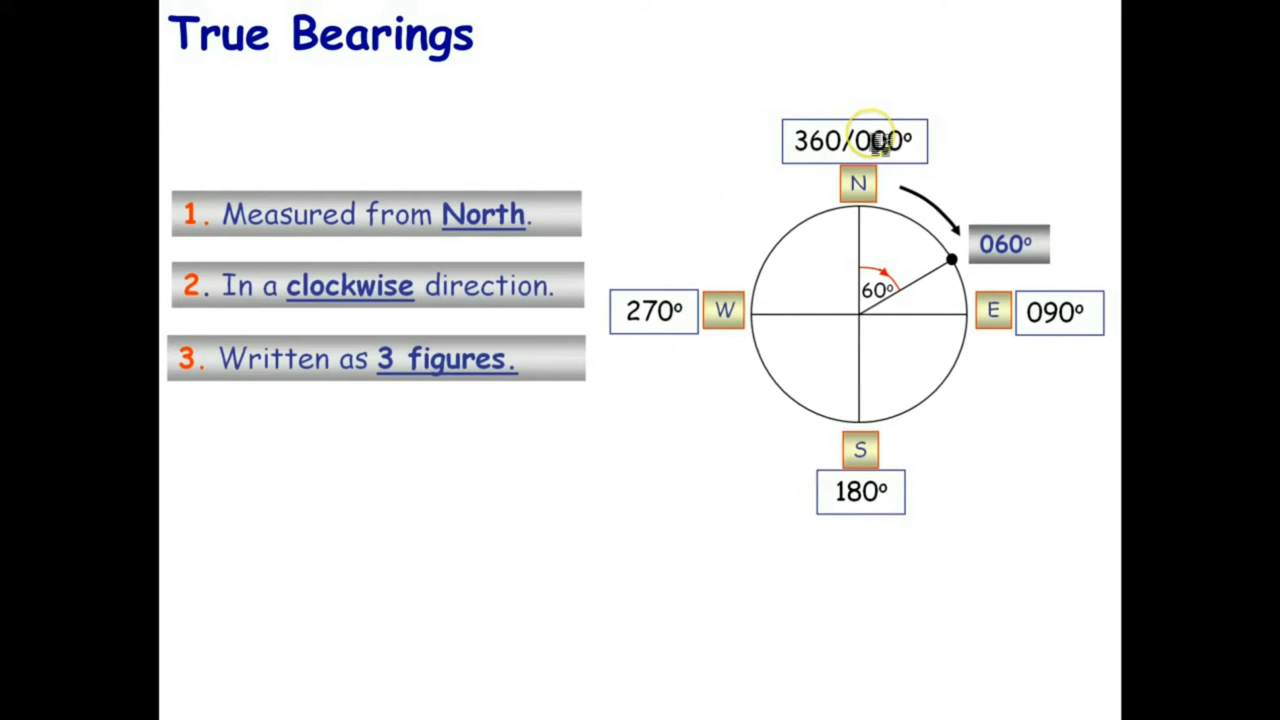 True Bearings
360/000°
N
1. Measured from North.
060°
2. In a clockwise direction.
60°
270°
W
E
090°
3. Written as 3 figures.
S
180°